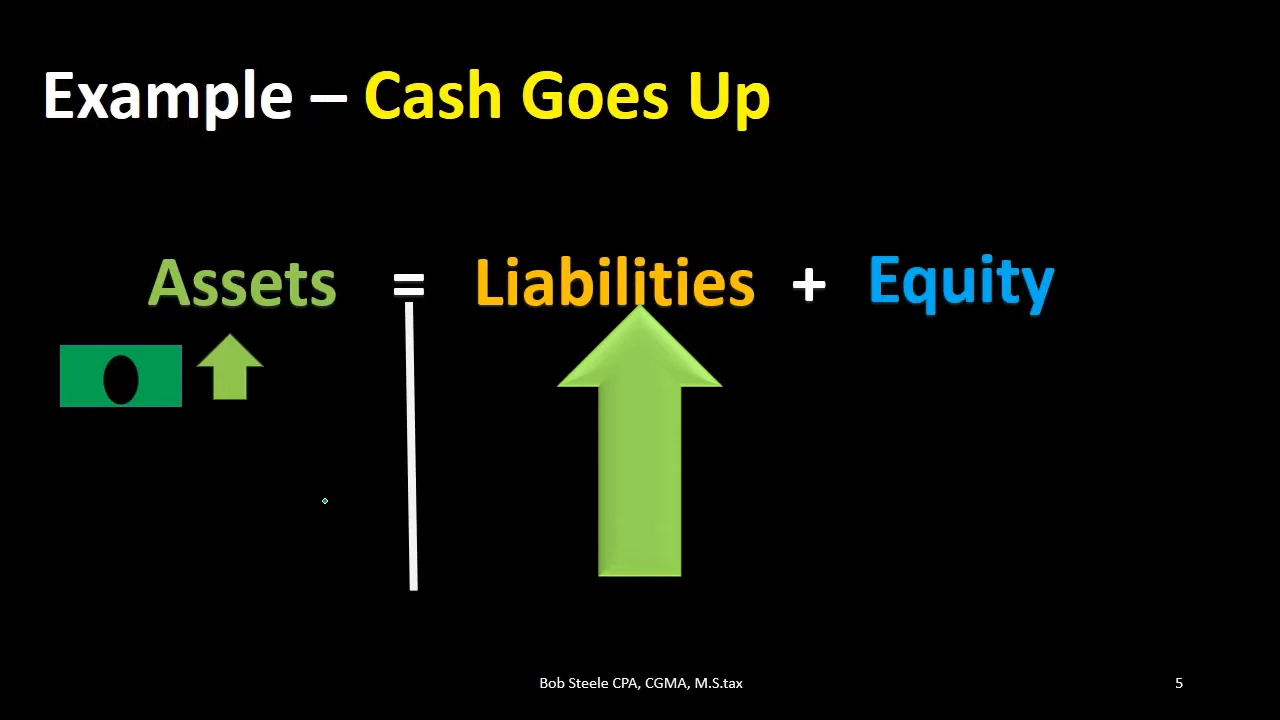 Example – Cash Goes Up
Assets = Liabilities + Equity
Bob Steele CPA, CGMA, M.S.tax
5